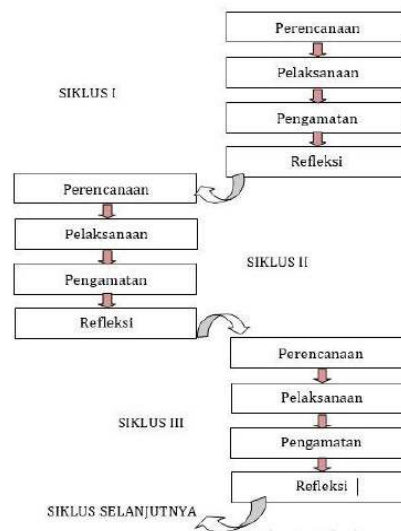 Perencanaan
Pelaksanaan
SIKLUS I
Pengamatan
Refleksi
Perencanaan
Pelaksanaan
SIKLUS II
Pengamatan
Refleksi
Perencanaan
Pelaksanaan
SIKLUS III
Pengamatan
Refleksi
SIKLUS SELANJUTNYA